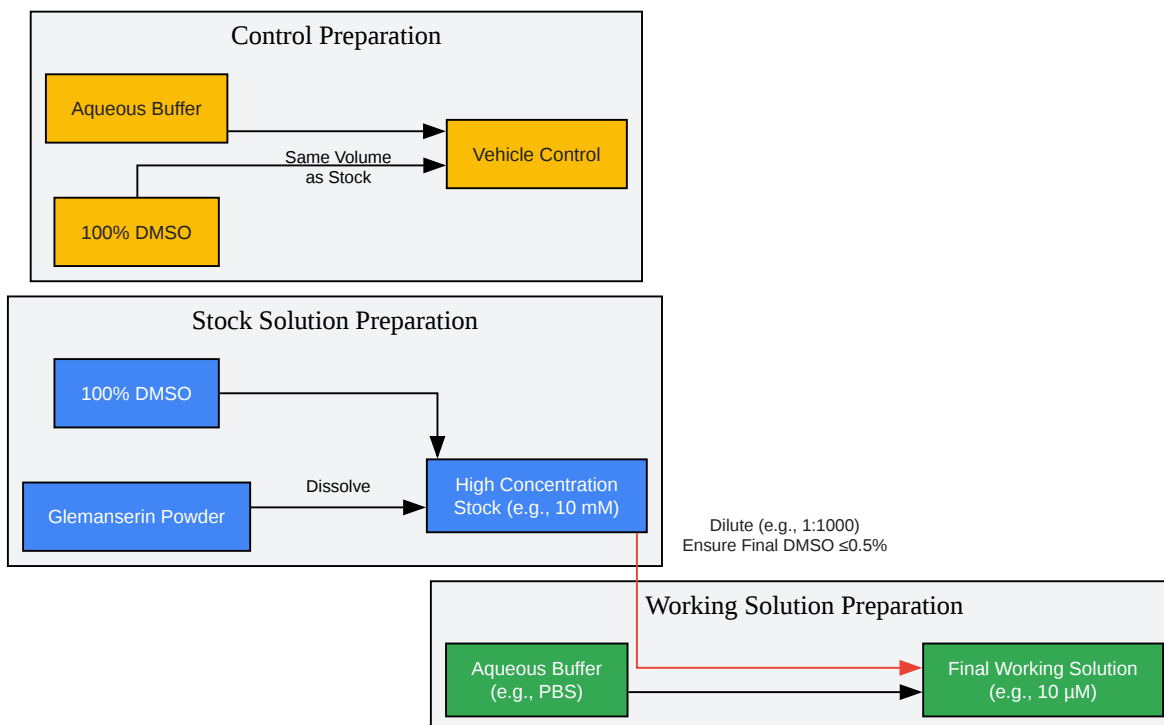 Control Preparation
Aqueous Buffer
Same Volume
as Stock
Vehicle Control
100% DMSO
Stock Solution Preparation
100% DMSO
Glemanserin Powder
Dissolve
High Concentration
Stock (e.g., 10 mM)
Dilute (e.g., 1:1000)
Ensure Final DMSO ≤0.5%
Working Solution Preparation
Aqueous Buffer
(e.g., PBS)
Final Working Solution
(e.g., 10 µM)